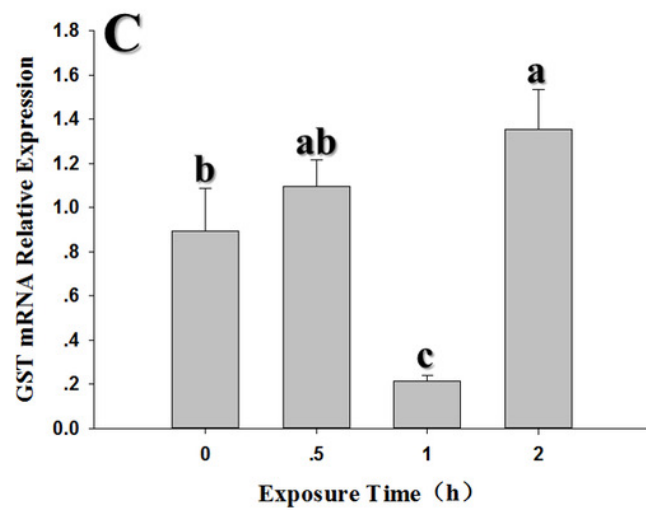 C
GST mRNA Relative Expression
1.8
1.6
1.4
1.2
1.0
.8
.6
.4
.2
0.0
b
ab
c
a
0 .5 1 2
Exposure Time（h）